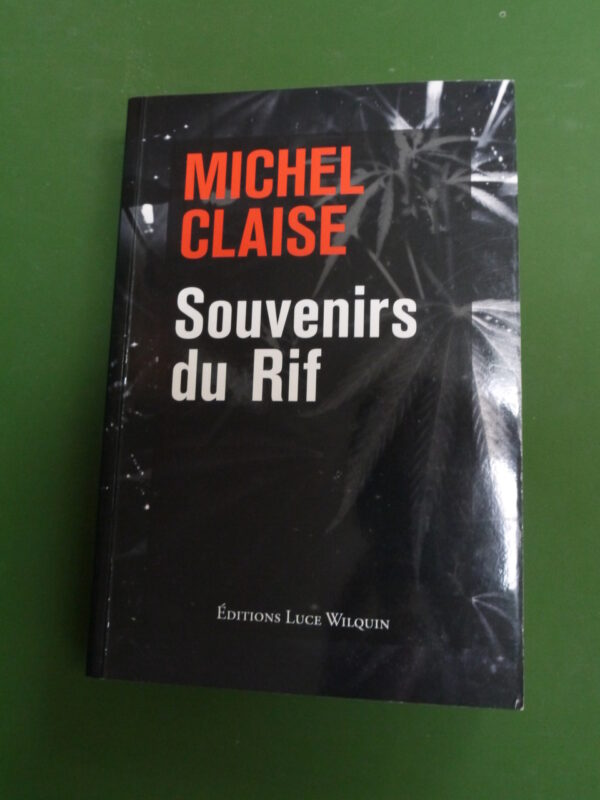 MICHEL
CLAISE
Souvenirs
du Rif
Éditions Luce Wilquin